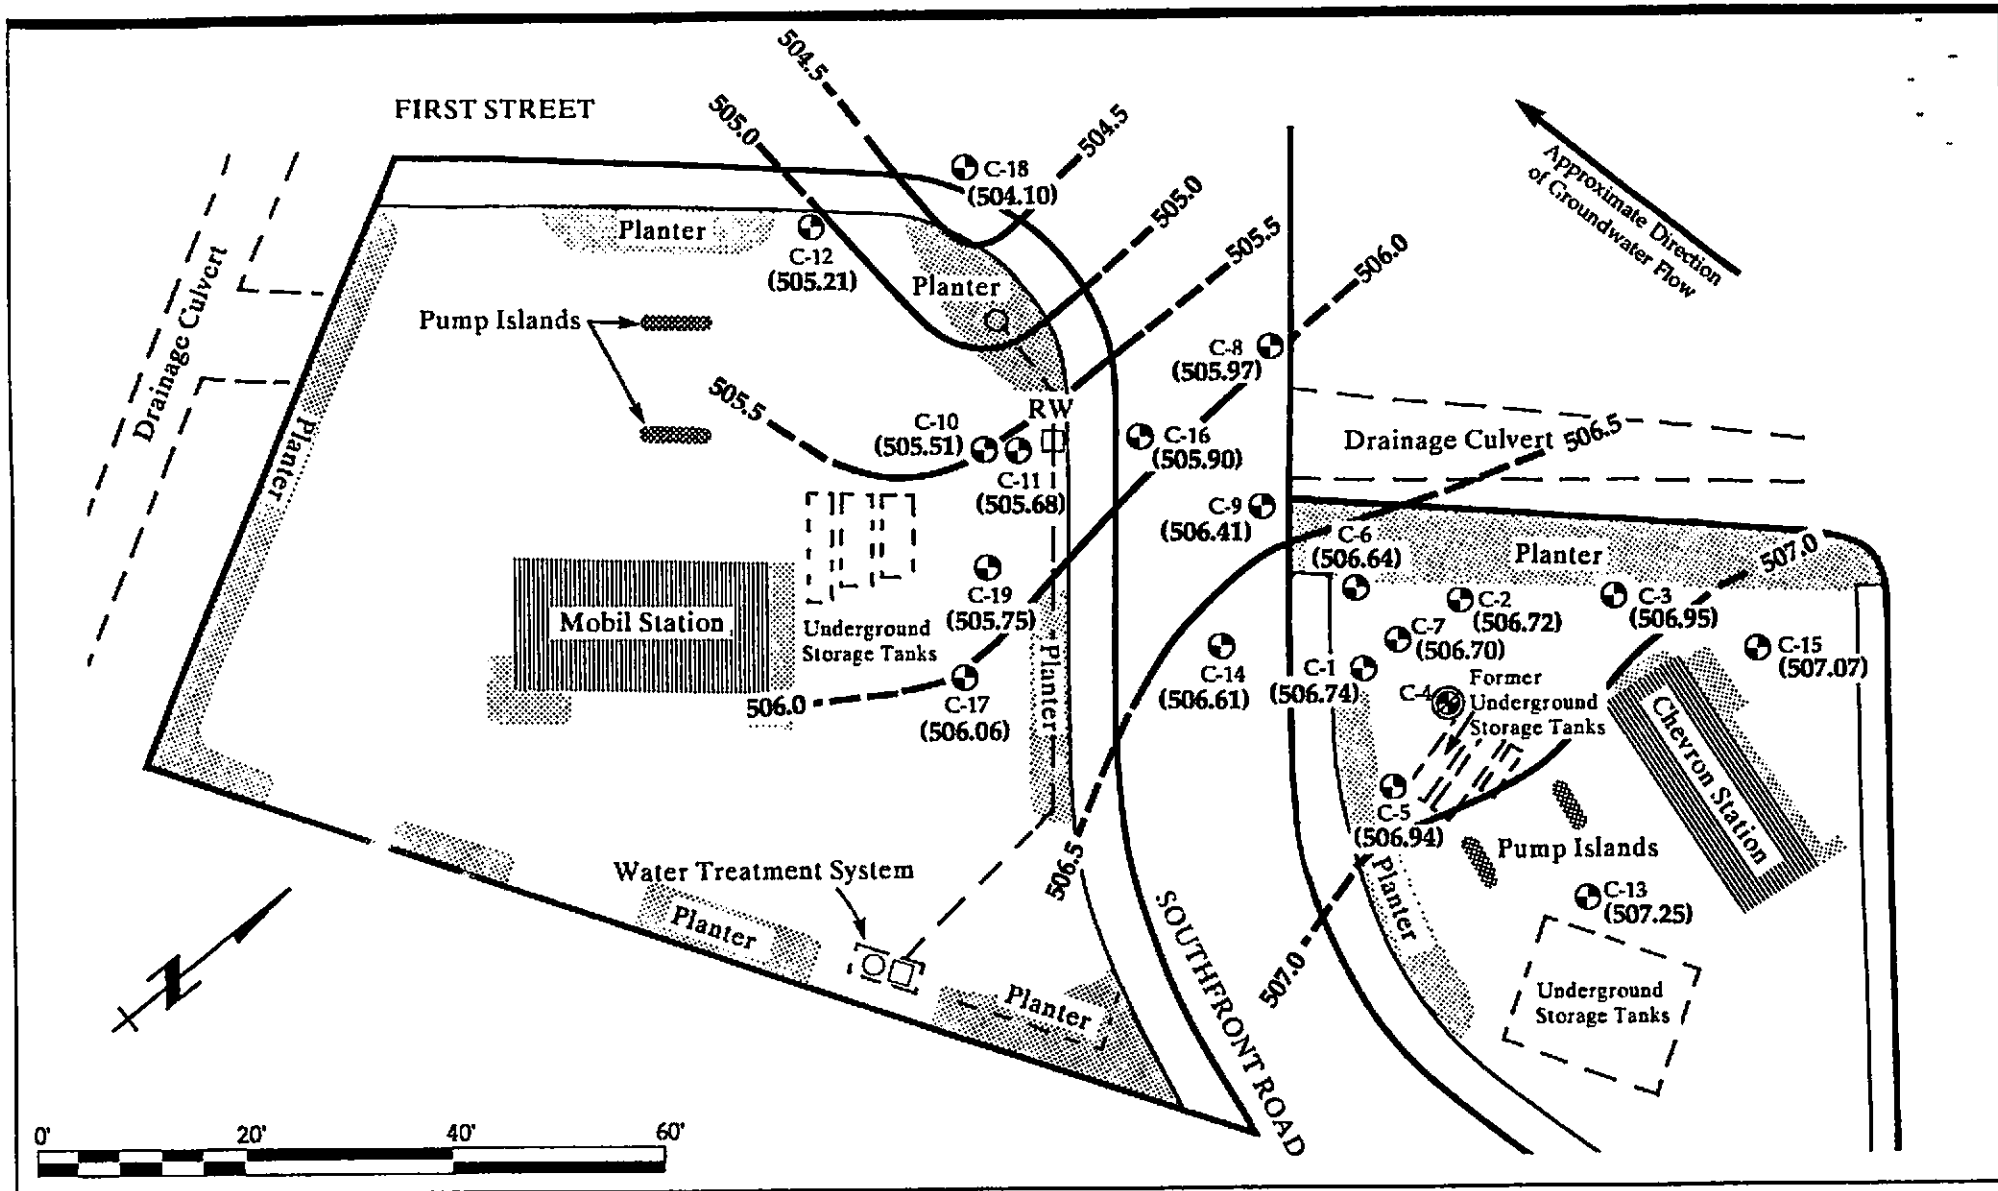 504.5
505.0
FIRST STREET
504.5
C-18
(504.10)
505.0
505.5
506.0
Approximate Direction
of Groundwater Flow
Planter
C-12
(505.21)
Planter
Drainage Culvert
Pump Islands
C-8
(505.97)
505.5
RW
C-10
(505.51)
C-16
(505.90)
C-11
(505.68)
Drainage Culvert
506.5
Planter
C-9
(506.41)
C-6
(506.64)
Planter
507.0
C-19
(505.75)
Mobil Station
Underground
Storage Tanks
Planter
C-2
(506.72)
C-3
(506.95)
C-7
(506.70)
C-15
(507.07)
C-14
(506.61)
C-1
(506.74)
C-4
Former
Underground
Storage Tanks
506.0
C-17
(506.06)
Chevron Station
C-5
(506.94)
Pump Islands
506.5
Water Treatment System
Planter
Planter
C-13
(507.25)
SOUTHFRONT ROAD
507.0
Underground
Storage Tanks
Planter
N
0' 20' 40' 60'